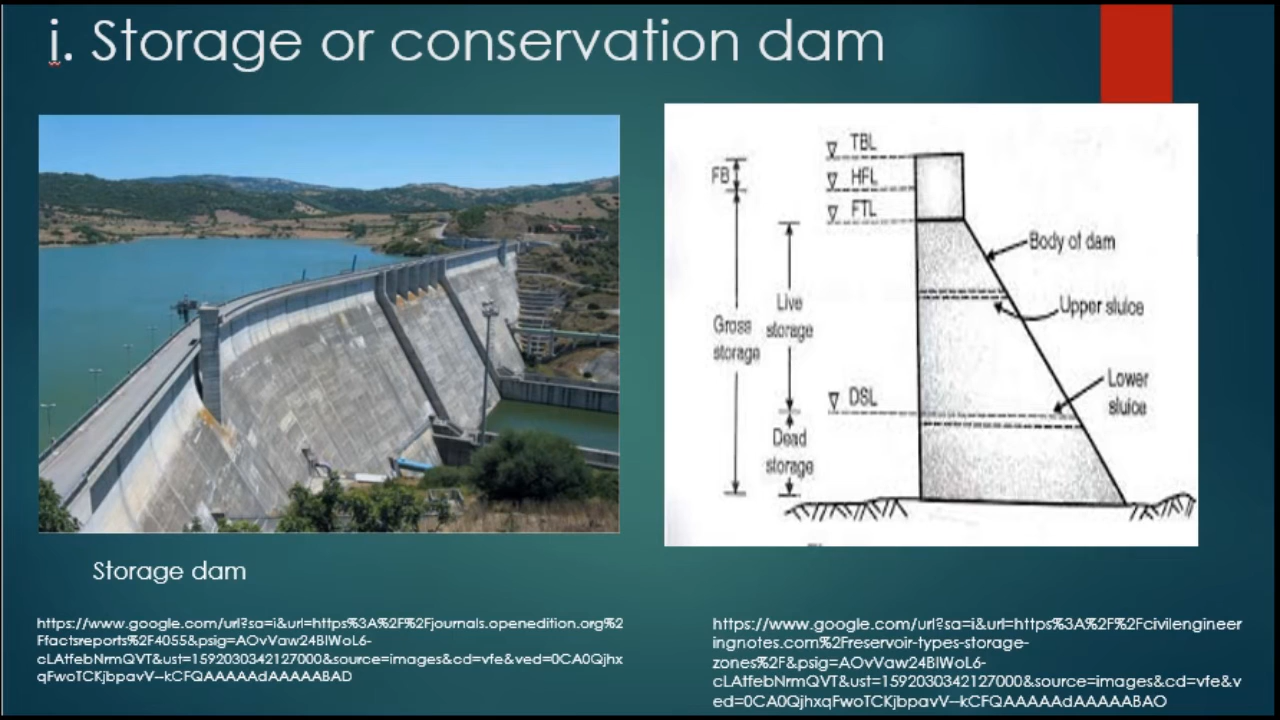 i. Storage or conservation dam
TBL
FB
HFL
FTL
Body of dam
Live
storage
Upper sluice
Gross
storage
Lower
sluice
DSL
Dead
storage
Storage dam
https://www.google.com/url?sa=i&url=https%3A%2F%2Fjournals.openedition.org%2
Ffactsreports%2F4055&psig=AOvVaw24BlWoL6-
cLAtfebNrmQVT&ust=1592030342127000&source=images&cd=vfe&ved=0CA0Qjhx
qFwoTCKjbpavV--kCFQAAAAAdAAAAABAD
https://www.google.com/url?sa=i&url=https%3A%2F%2Fcivilengineer
ingnotes.com%2Freservoir-types-storage-
zones%2F&psig=AOvVaw24BlWoL6-
cLAtfebNrmQVT&ust=1592030342127000&source=images&cd=vfe&v
ed=0CA0QjhxqFwoTCKjbpavV--kCFQAAAAAdAAAAABAO